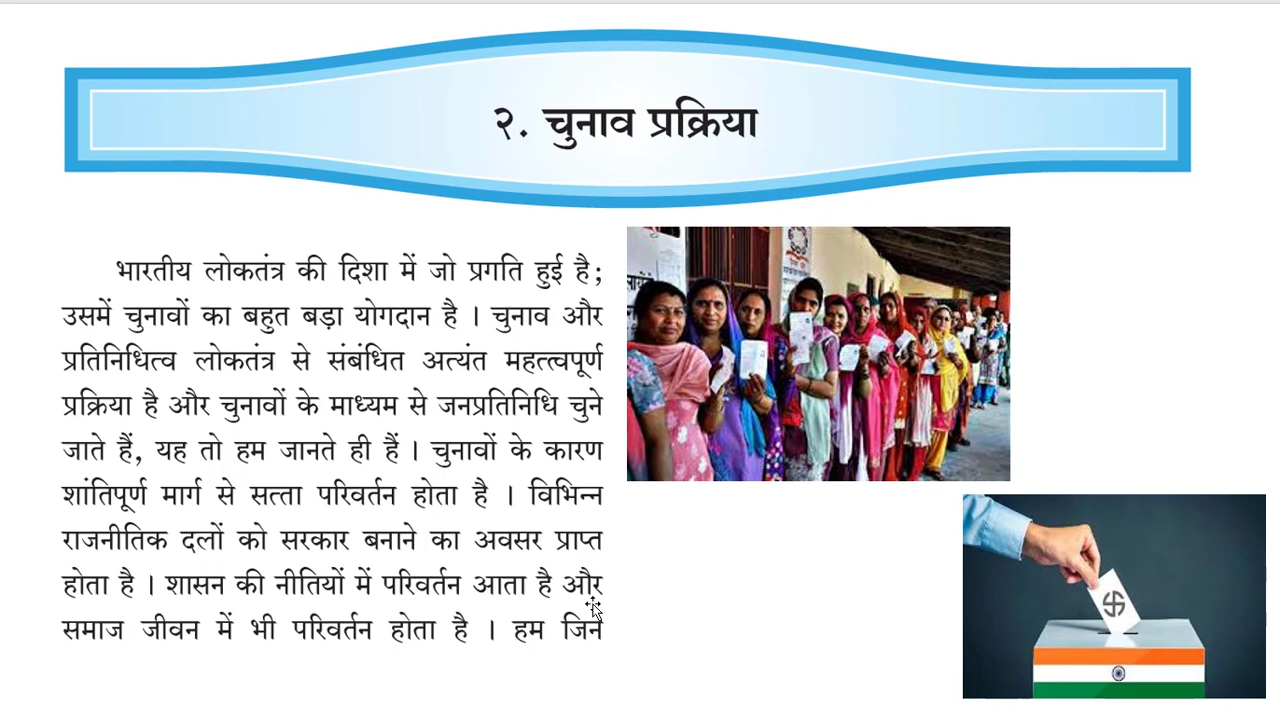 २. चुनाव प्रक्रिया
भारतीय लोकतंत्र की दिशा में जो प्रगति हुई है;
उसमें चुनावों का बहुत बड़ा योगदान है । चुनाव और
प्रतिनिधित्व लोकतंत्र से संबंधित अत्यंत महत्त्वपूर्ण
प्रक्रिया है और चुनावों के माध्यम से जनप्रतिनिधि चुने
जाते हैं, यह तो हम जानते ही हैं । चुनावों के कारण
शांतिपूर्ण मार्ग से सत्ता परिवर्तन होता है । विभिन्न
राजनीतिक दलों को सरकार बनाने का अवसर प्राप्त
होता है । शासन की नीतियों में परिवर्तन आता है और
समाज जीवन में भी परिवर्तन होता है । हम जिन